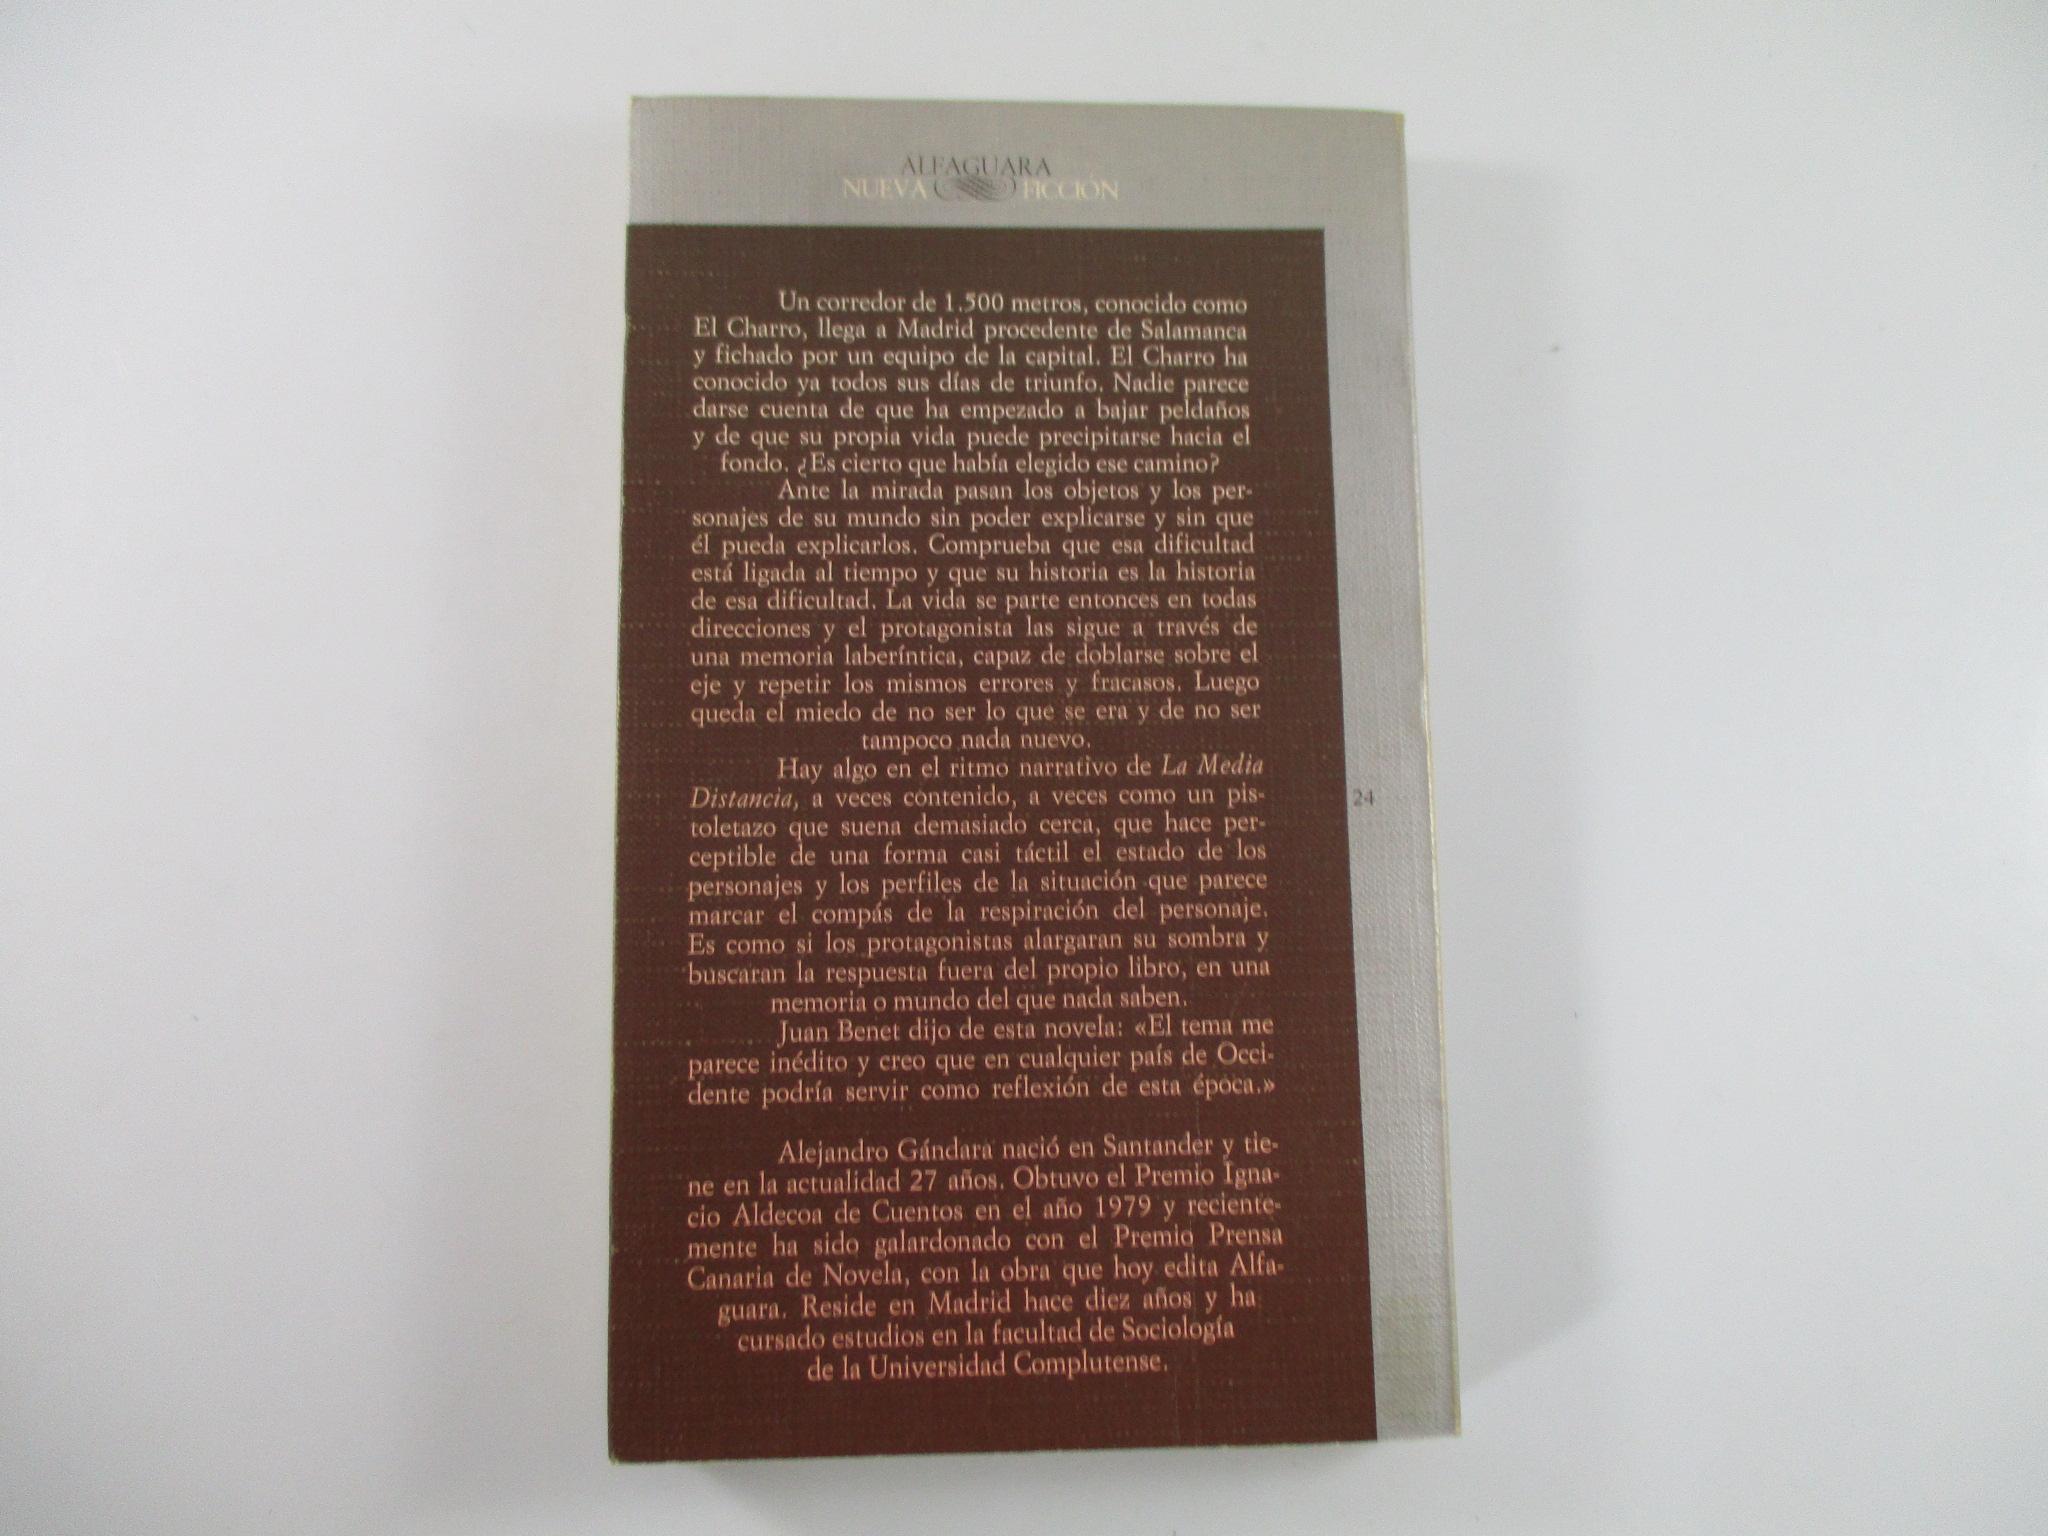 ALFAGUARA
NUEVA FICCIÓN
Un corredor de 1.500 metros, conocido como
El Charro, llega a Madrid procedente de Salamanca
y fichado por un equipo de la capital. El Charro ha
conocido ya todos sus días de triunfo. Nadie parece
darse cuenta de que ha empezado a bajar peldaños
y de que su propia vida puede precipitarse hacia el
fondo. ¿Es cierto que había elegido ese camino?
Ante la mirada pasan los objetos y los per-
sonajes de su mundo sin poder explicarse y sin que
él pueda explicarlos. Comprueba que esa dificultad
está ligada al tiempo y que su historia es la historia
de esa dificultad. La vida se parte entonces en todas
direcciones y el protagonista las sigue a través de
una memoria laberíntica, capaz de doblarse sobre el
eje y repetir los mismos errores y fracasos. Luego
queda el miedo de no ser lo que se era y de no ser
tampoco nada nuevo.
Hay algo en el ritmo narrativo de La Media
Distancia, a veces contenido, a veces como un pis-
toletazo que suena demasiado cerca, que hace per-
ceptible de una forma casi táctil el estado de los
personajes y los perfiles de la situación que parece
marcar el compás de la respiración del personaje.
Es como si los protagonistas alargaran su sombra y
buscaran la respuesta fuera del propio libro, en una
memoria o mundo del que nada saben.
Juan Benet dijo de esta novela: «El tema me
parece inédito y creo que en cualquier país de Occi-
dente podría servir como reflexión de esta época.»
Alejandro Gándara nació en Santander y tie-
ne en la actualidad 27 años. Obtuvo el Premio Igna-
cio Aldecoa de Cuentos en el año 1979 y reciente-
mente ha sido galardonado con el Premio Prensa
Canaria de Novela, con la obra que hoy edita Alfa-
guara. Reside en Madrid hace diez años y ha
cursado estudios en la facultad de Sociología
de la Universidad Complutense.
24